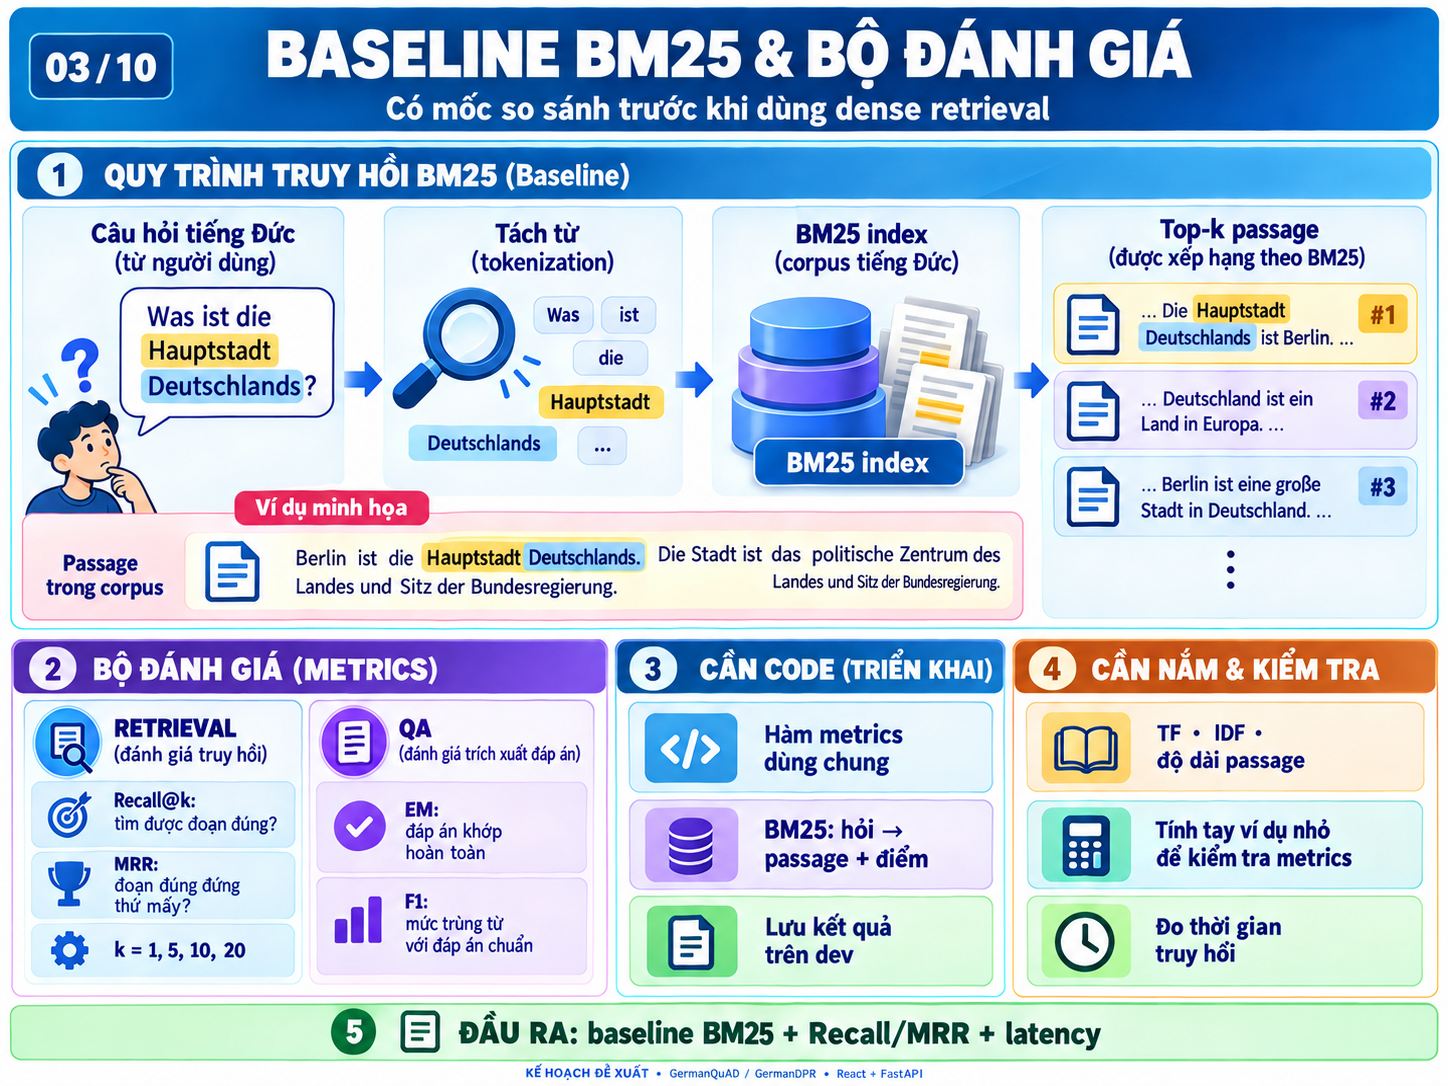 03/10
BASELINE BM25 & BỘ ĐÁNH GIÁ
Có mốc so sánh trước khi dùng dense retrieval
1 QUY TRÌNH TRUY HỒI BM25 (Baseline)
Câu hỏi tiếng Đức
(từ người dùng)
?
Was ist die
Hauptstadt
Deutschlands?
Tách từ
(tokenization)
Was ist
die
Hauptstadt
Deutschlands ...
BM25 index
(corpus tiếng Đức)
BM25 index
Top-k passage
(được xếp hạng theo BM25)
... Die Hauptstadt
Deutschlands ist Berlin. ...
#1
... Deutschland ist ein
Land in Europa. ...
#2
... Berlin ist eine große
Stadt in Deutschland. ...
#3
Ví dụ minh họa
Passage
trong corpus
Berlin ist die Hauptstadt Deutschlands. Die Stadt ist das politische Zentrum des
Landes und Sitz der Bundesregierung. Landes und Sitz der Bundesregierung.
2 BỘ ĐÁNH GIÁ (METRICS)
RETRIEVAL
(đánh giá truy hồi)
Recall@k:
tìm được đoạn đúng?
MRR:
đoạn đúng đứng
thứ mấy?
k = 1, 5, 10, 20
QA
(đánh giá trích xuất đáp án)
EM:
đáp án khớp
hoàn toàn
F1:
mức trùng từ
với đáp án chuẩn
3 CẦN CODE (TRIỂN KHAI)
</>
Hàm metrics
dùng chung
BM25: hỏi →
passage + điểm
Lưu kết quả
trên dev
4 CẦN NẮM & KIỂM TRA
TF • IDF •
độ dài passage
Tính tay ví dụ nhỏ
để kiểm tra metrics
Đo thời gian
truy hồi
5 ĐẦU RA: baseline BM25 + Recall/MRR + latency
KẾ HOẠCH ĐỀ XUẤT • GermanQuAD / GermanDPR • React + FastAPI